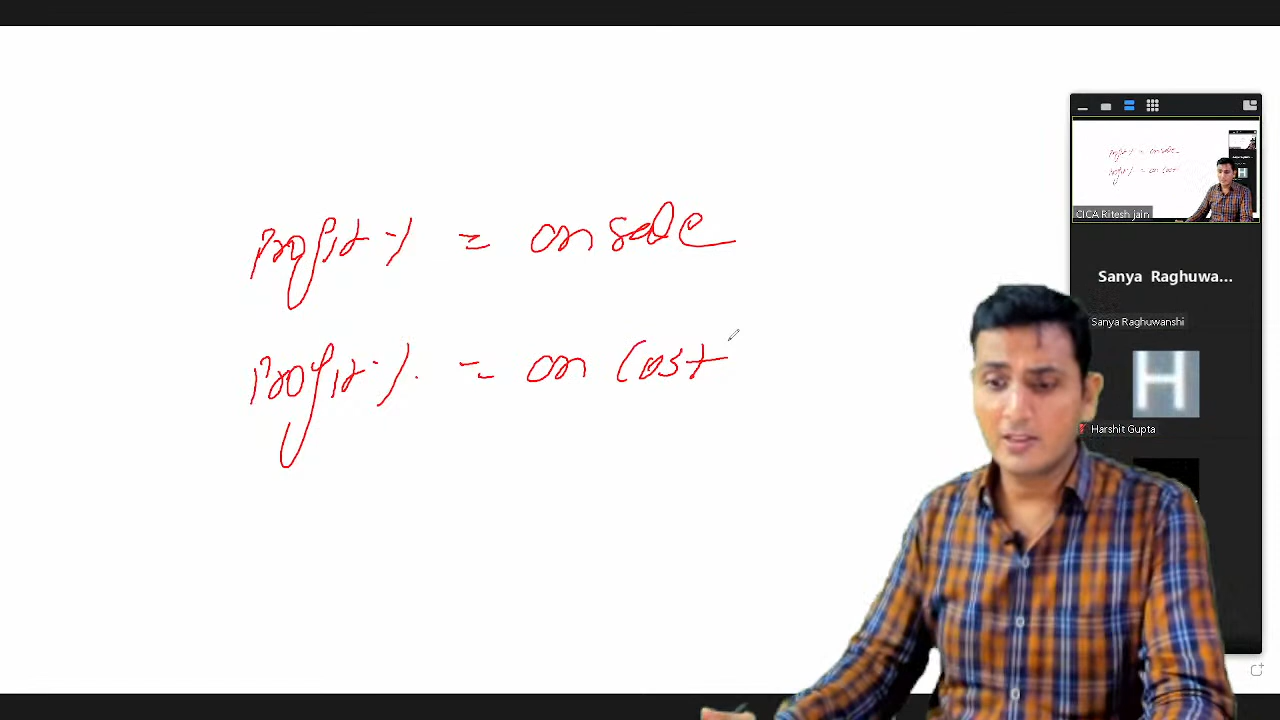 Profit % = on sale
Profit %. = on Cost
CICA Ritesh jain
Sanya Raghuwa...
Sanya Raghuwanshi
H
Harshit Gupta